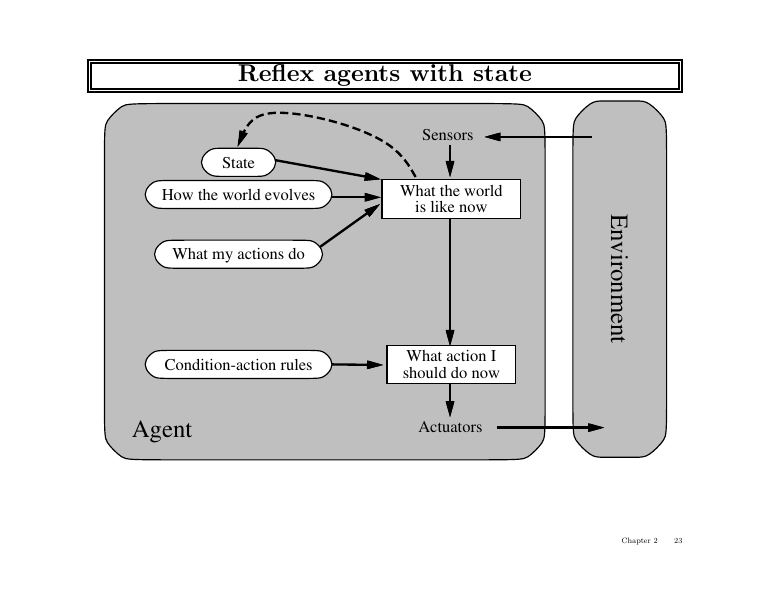 Reflex agents with state
Sensors
State
What the world
is like now
How the world evolves
What my actions do
Environment
Condition-action rules
What action I
should do now
Agent
Actuators
Chapter 2 23